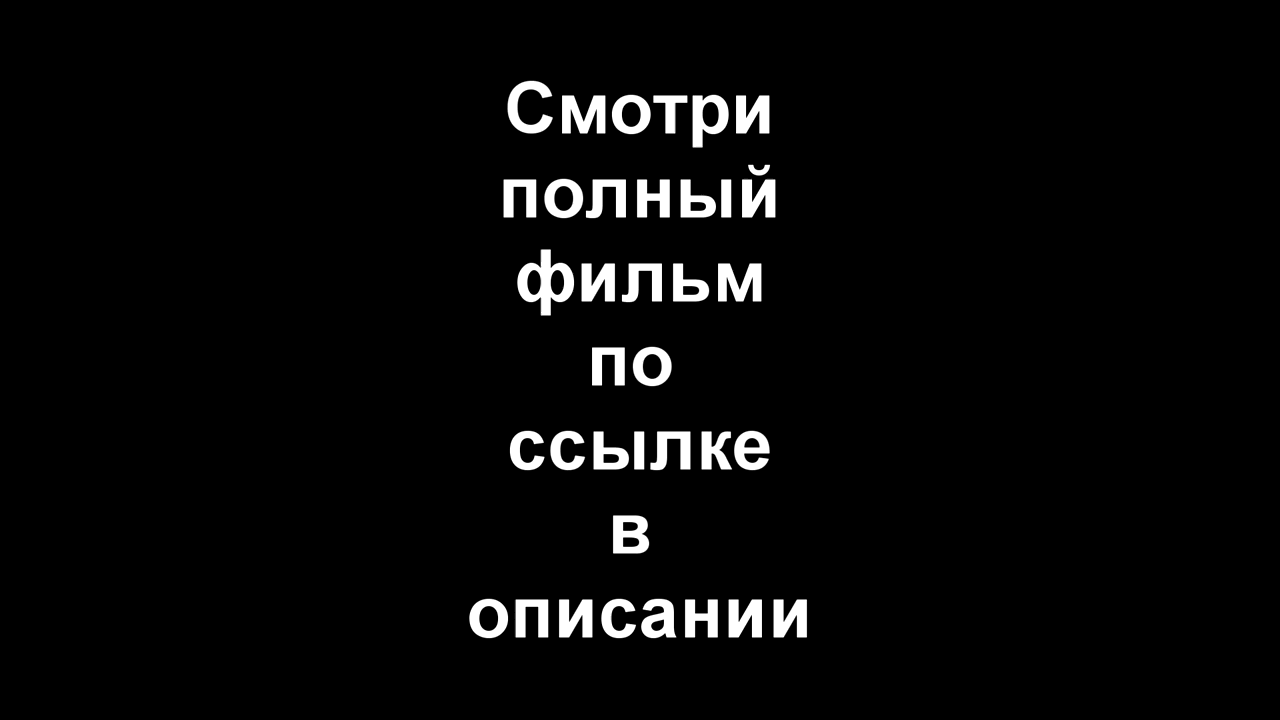 Смотри
полный
фильм
по
ссылке
в
описании